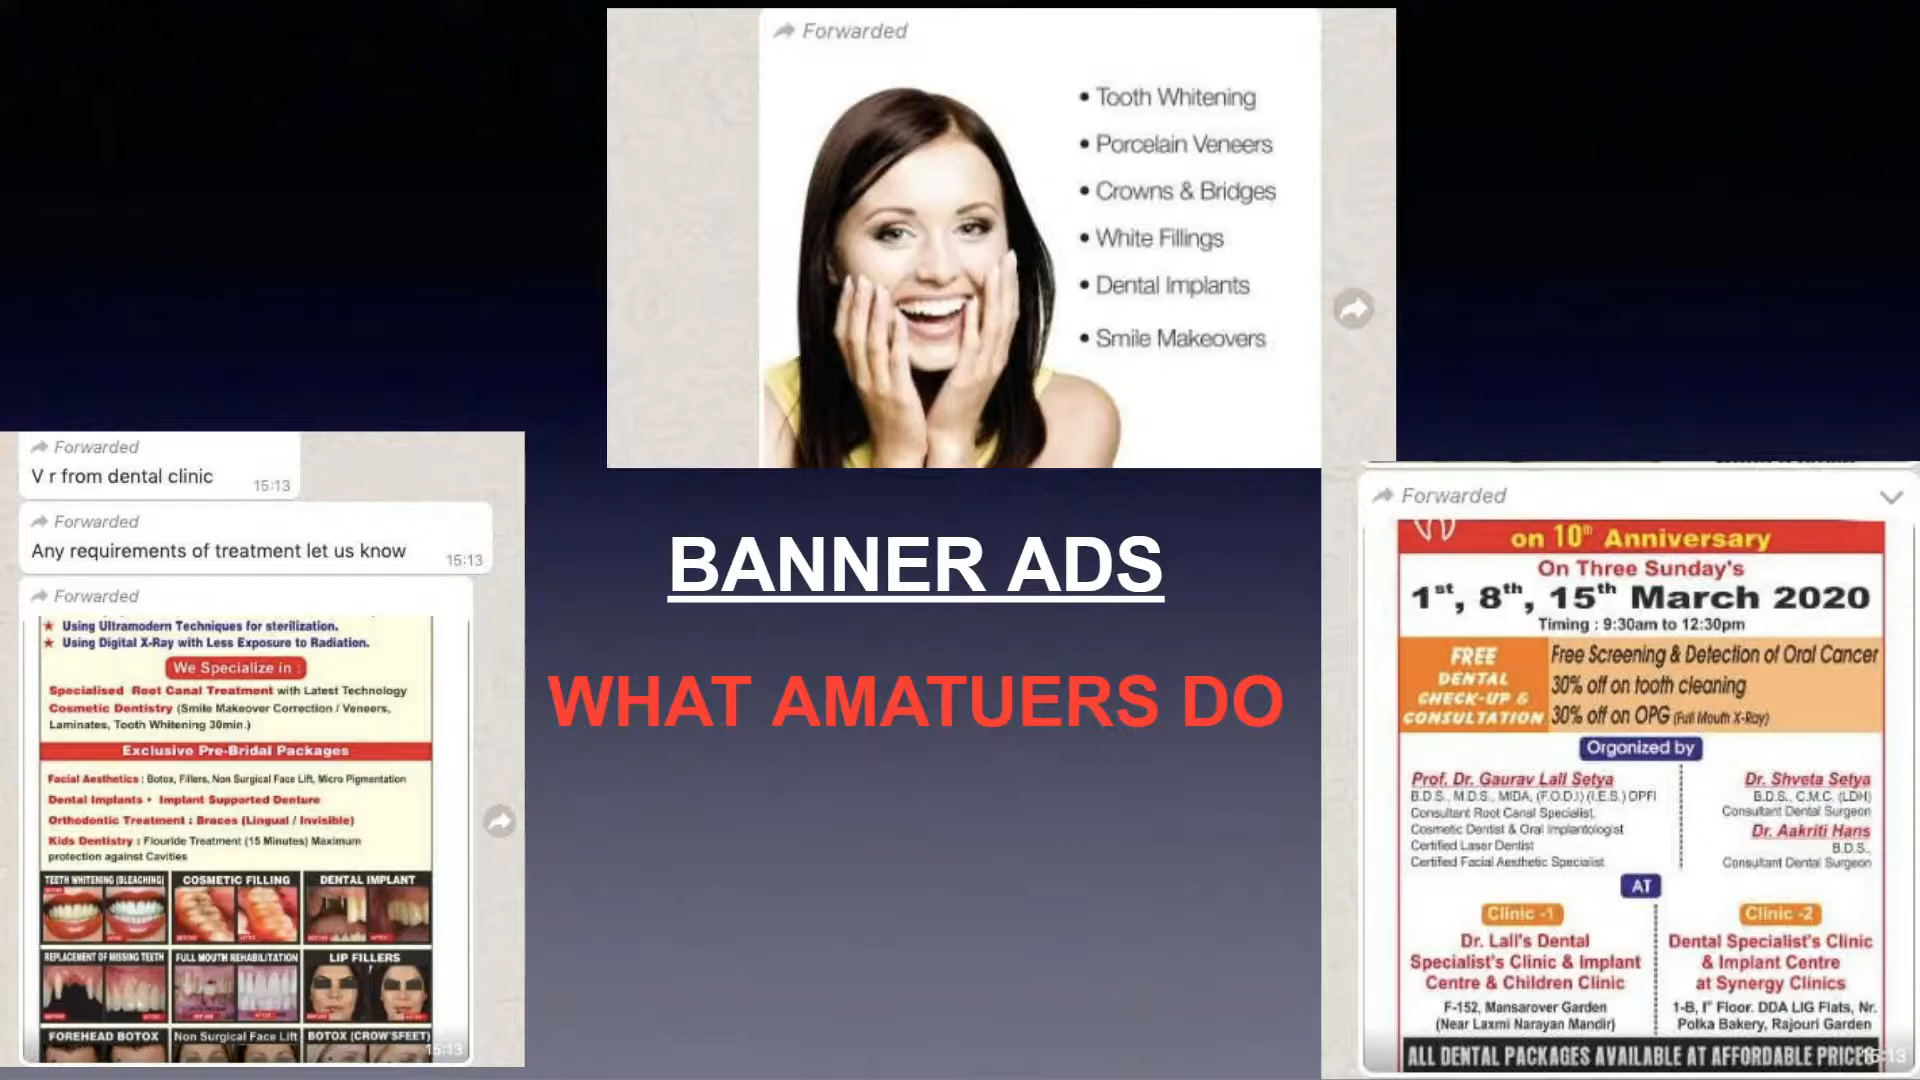 Forwarded
• Tooth Whitening
• Porcelain Veneers
• Crowns & Bridges
• White Fillings
• Dental Implants
• Smile Makeovers
Forwarded
V r from dental clinic
15:13
Forwarded
Any requirements of treatment let us know
15:13
Forwarded
★ Using Ultramodern Techniques for sterilization.
★ Using Digital X-Ray with Less Exposure to Radiation.
We Specialize in :
Specialised Root Canal Treatment with Latest Technology
Cosmetic Dentistry (Smile Makeover Correction / Veneers,
Laminates, Tooth Whitening 30min.)
Exclusive Pre-Bridal Packages
Facial Aesthetics : Botox, Fillers, Non Surgical Face Lift, Micro Pigmentation
Dental Implants • Implant Supported Denture
Orthodontic Treatment : Braces (Lingual / Invisible)
Kids Dentistry : Flouride Treatment (15 Minutes) Maximum
protection against Cavities
TEETH WHITENING (BLEACHING)
COSMETIC FILLING
DENTAL IMPLANT
REPLACEMENT OF MISSING TEETH
FULL MOUTH REHABILITATION
LIP FILLERS
FOREHEAD BOTOX
Non Surgical Face Lift
BOTOX (CROW'SFEET)
15:13
BANNER ADS
WHAT AMATUERS DO
Forwarded
on 10th Anniversary
On Three Sunday's
1st, 8th, 15th March 2020
Timing : 9:30am to 12:30pm
FREE
DENTAL
CHECK-UP &
CONSULTATION
Free Screening & Detection of Oral Cancer
30% off on tooth cleaning
30% off on OPG (Full Mouth X-Ray)
Organized by
Prof. Dr. Gaurav Lall Setya
B.D.S., M.D.S., MIDA, (F.O.D.I) (I.E.S.) DPFI
Consultant Root Canal Specialist,
Cosmetic Dentist & Oral Implantologist
Certified Laser Dentist
Certified Facial Aesthetic Specialist
Dr. Shveta Setya
B.D.S., C.M.C. (LDH)
Consultant Dental Surgeon
Dr. Aakriti Hans
B.D.S.,
Consultant Dental Surgeon
AT
Clinic -1
Dr. Lall's Dental
Specialist's Clinic & Implant
Centre & Children Clinic
F-152, Mansarover Garden
(Near Laxmi Narayan Mandir)
Clinic -2
Dental Specialist's Clinic
& Implant Centre
at Synergy Clinics
1-B, Ist Floor. DDA LIG Flats, Nr.
Polka Bakery, Rajouri Garden
ALL DENTAL PACKAGES AVAILABLE AT AFFORDABLE PRICES
15:13